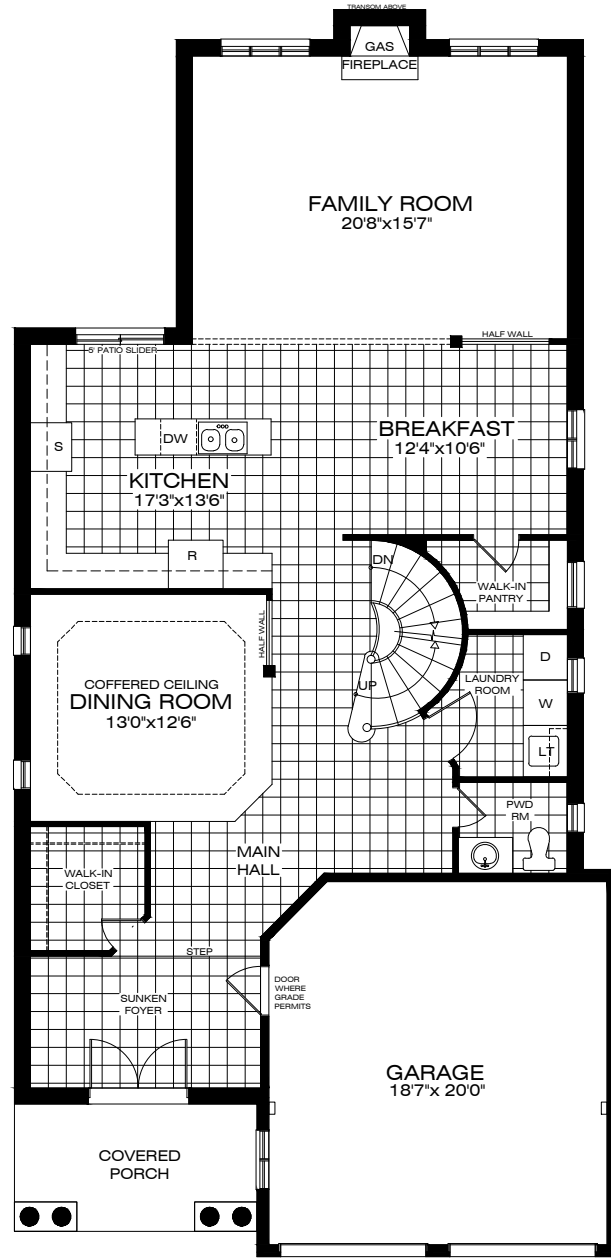 TRANSOM ABOVE
GAS
FIREPLACE
FAMILY ROOM
20'8"x15'7"
HALF WALL
5' PATIO SLIDER
BREAKFAST
12'4"x10'6"
S
DW
KITCHEN
17'3"x13'6"
R
DN
WALK-IN
PANTRY
HALF WALL
COFFERED CEILING
DINING ROOM
13'0"x12'6"
UP
LAUNDRY
ROOM
D
W
LT
PWD
RM
MAIN
HALL
WALK-IN
CLOSET
STEP
SUNKEN
FOYER
DOOR
WHERE
GRADE
PERMITS
GARAGE
18'7"x 20'0"
COVERED
PORCH